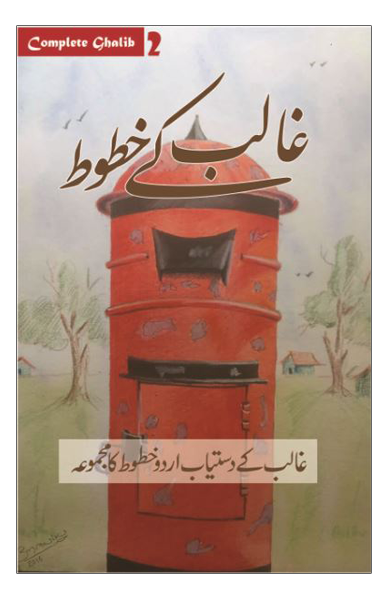 Complete Ghalib 2
غالب کے خطوط
غالب کے دستیاب اردو خطوط کا مجموعہ